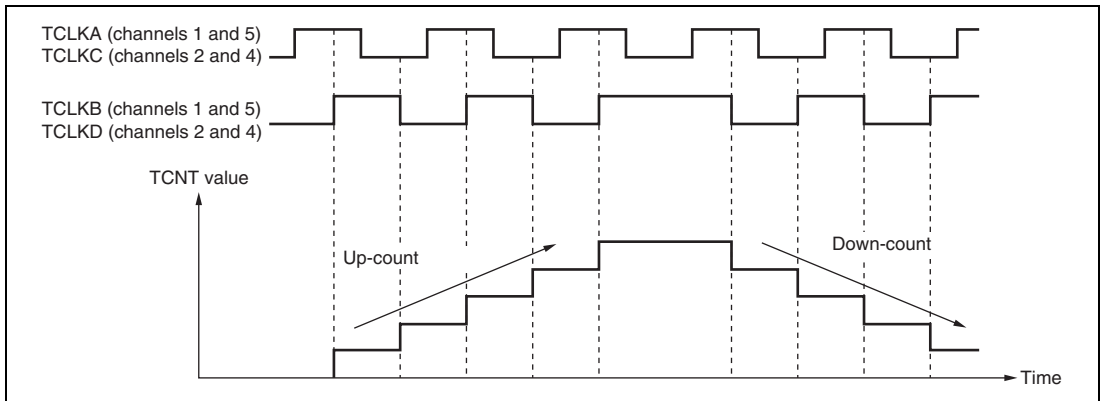 TCLKA (channels 1 and 5)
TCLKC (channels 2 and 4)
TCLKB (channels 1 and 5)
TCLKD (channels 2 and 4)
TCNT value
Up-count
Down-count
Time